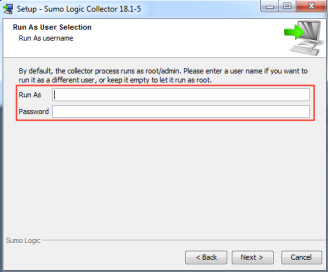 Setup - Sumo Logic Collector 18.1-5
Run As User Selection
Run As username
By default, the collector process runs as root/admin. Please enter a user name if you want to
run it as a different user, or keep it empty to let it run as root.
Run As
Password
Sumo Logic
< Back
Next >
Cancel